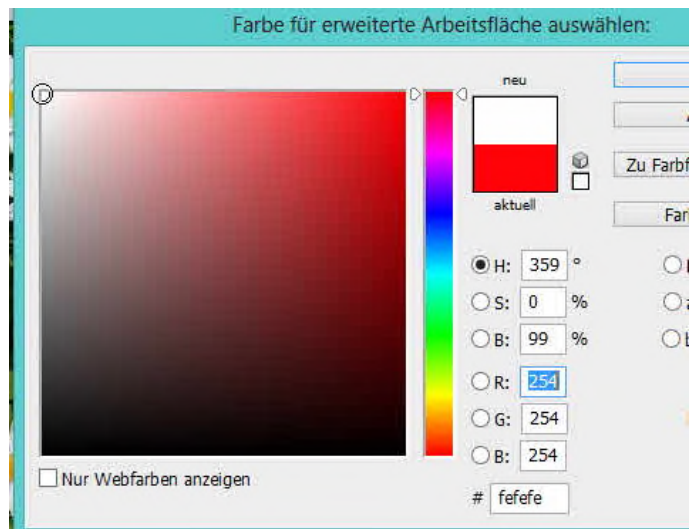 Farbe für erweiterte Arbeitsfläche auswählen:
neu
aktuell
Zu Farbf
Far
H: 359 °
S: 0 %
B: 99 %
R: 254
G: 254
B: 254
# fefefe
Nur Webfarben anzeigen